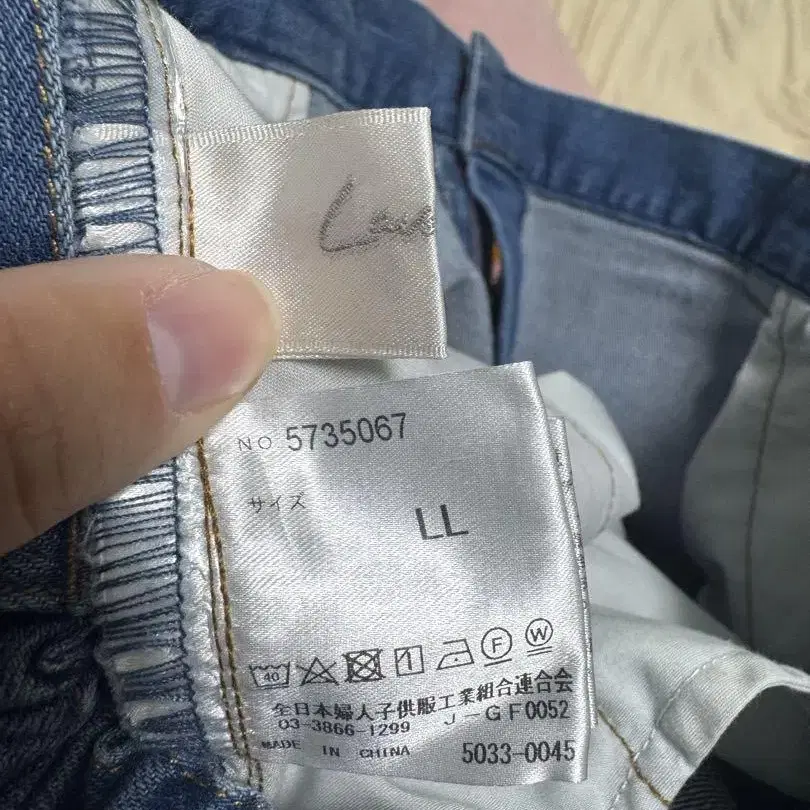 NO 5735067
サイズ
LL
40 F W
全日本婦人子供服工業組合連合会
03-3866-1299 J-GF0052
MADE IN CHINA 5033-0045